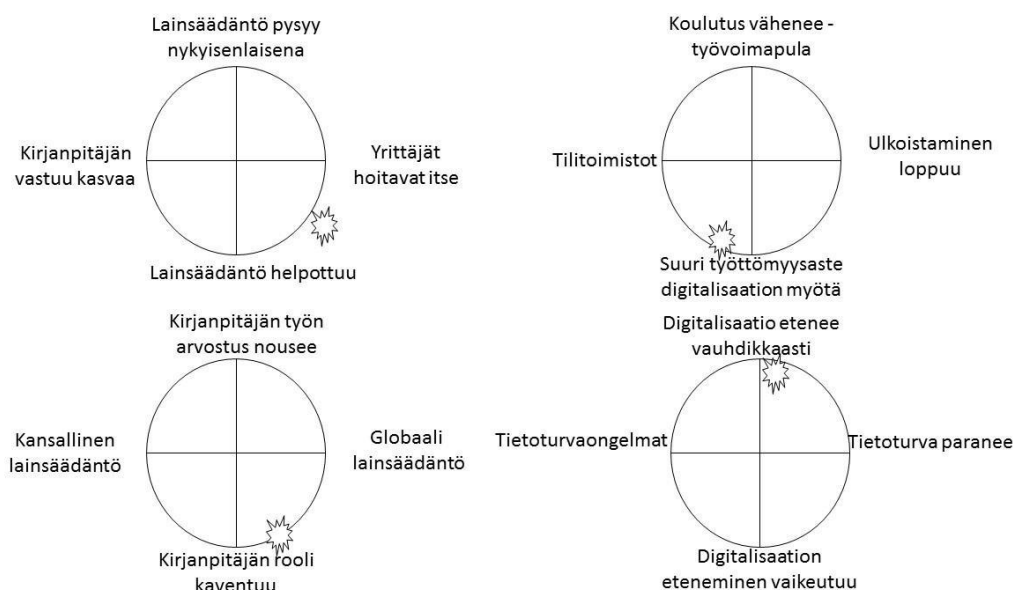 Lainsäädäntö pysyy
nykyisenlaisena
Kirjanpitäjän
vastuu kasvaa
Yrittäjät
hoitavat itse
Lainsäädäntö helpottuu
Koulutus vähenee -
työvoimapula
Tilitoimistot
Ulkoistaminen
loppuu
Suuri työttömyysaste
digitalisaation myötä
Kirjanpitäjän työn
arvostus nousee
Kansallinen
lainsäädäntö
Globaali
lainsäädäntö
Kirjanpitäjän rooli
kaventuu
Digitalisaatio etenee
vauhdikkaasti
Tietoturvaongelmat
Tietoturva paranee
Digitalisaation
eteneminen vaikeutuu